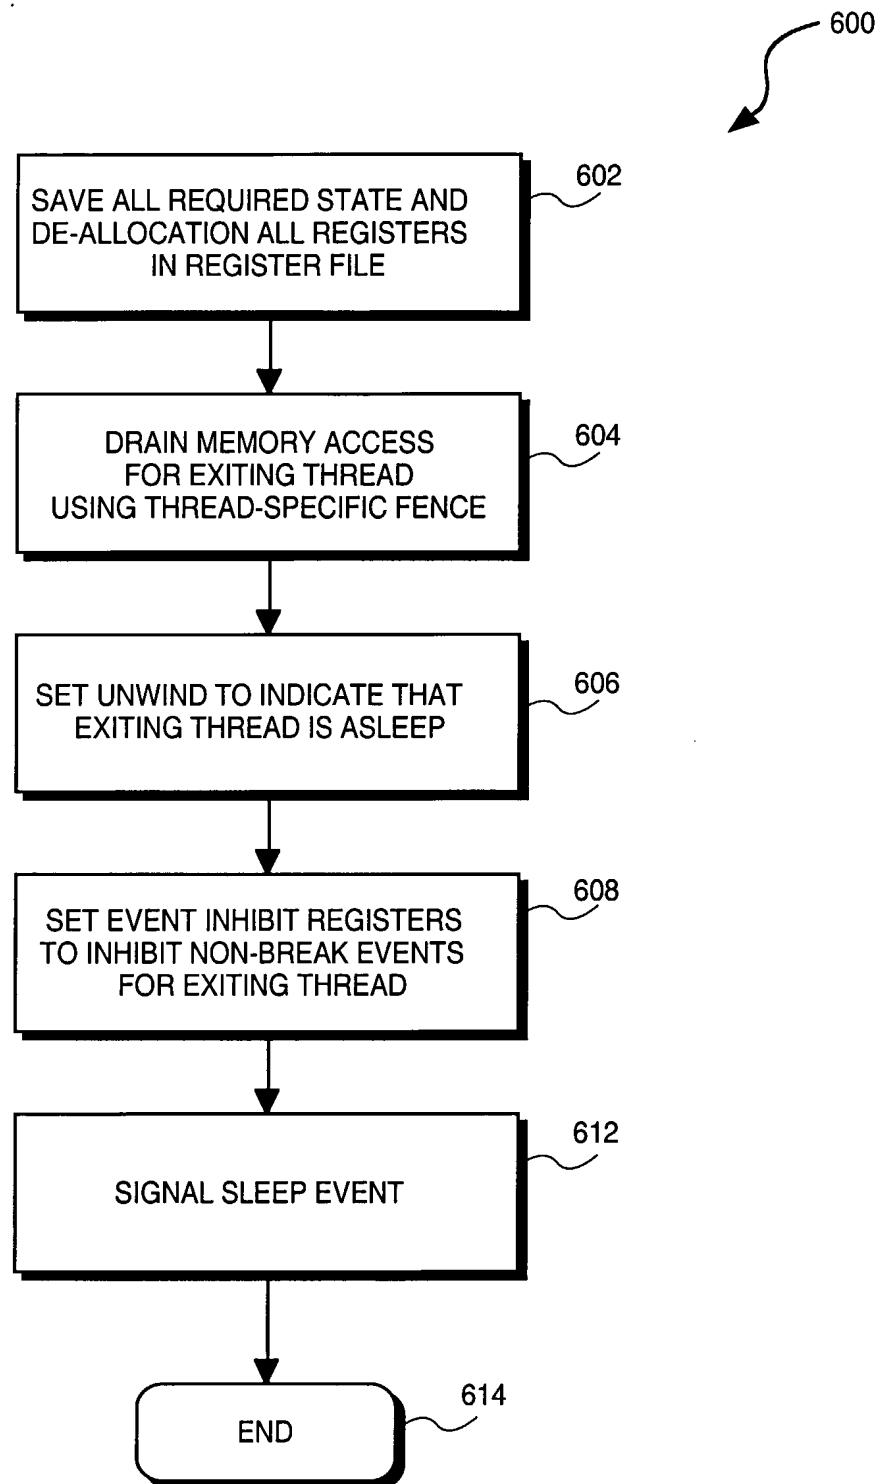 600
602
SAVE ALL REQUIRED STATE AND
DE-ALLOCATION ALL REGISTERS
IN REGISTER FILE
604
DRAIN MEMORY ACCESS
FOR EXITING THREAD
USING THREAD-SPECIFIC FENCE
606
SET UNWIND TO INDICATE THAT
EXITING THREAD IS ASLEEP
608
SET EVENT INHIBIT REGISTERS
TO INHIBIT NON-BREAK EVENTS
FOR EXITING THREAD
612
SIGNAL SLEEP EVENT
614
END